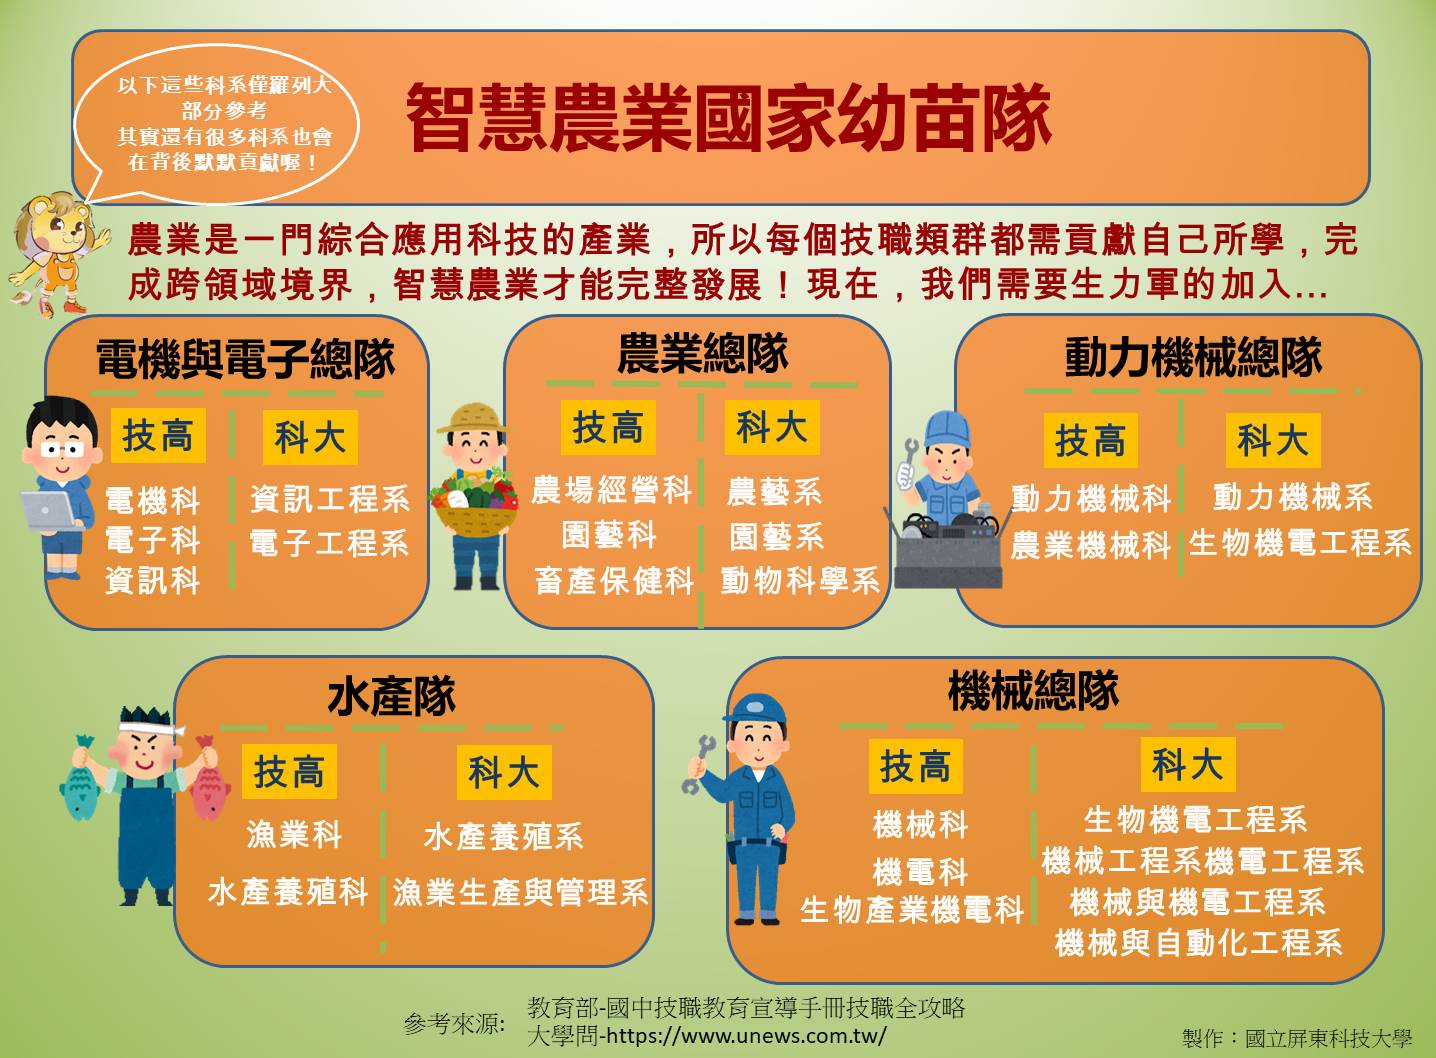 以下這些科系僅羅列大
部分參考
其實還有很多科系也會
在背後默默貢獻喔！
智慧農業國家幼苗隊
農業是一門綜合應用科技的產業，所以每個技職類群都需貢獻自己所學，完
成跨領域境界，智慧農業才能完整發展！現在，我們需要生力軍的加入...
電機與電子總隊
技高
科大
電機科
電子科
資訊科
資訊工程系
電子工程系
農業總隊
技高
科大
農場經營科
園藝科
畜產保健科
農藝系
園藝系
動物科學系
動力機械總隊
技高
科大
動力機械科
農業機械科
動力機械系
生物機電工程系
水產隊
技高
科大
漁業科
水產養殖科
水產養殖系
漁業生產與管理系
機械總隊
技高
科大
機械科
機電科
生物產業機電科
生物機電工程系
機械工程系機電工程系
機械與機電工程系
機械與自動化工程系
參考來源:
教育部-國中技職教育宣導手冊技職全攻略
大學問-https://www.unews.com.tw/
製作：國立屏東科技大學